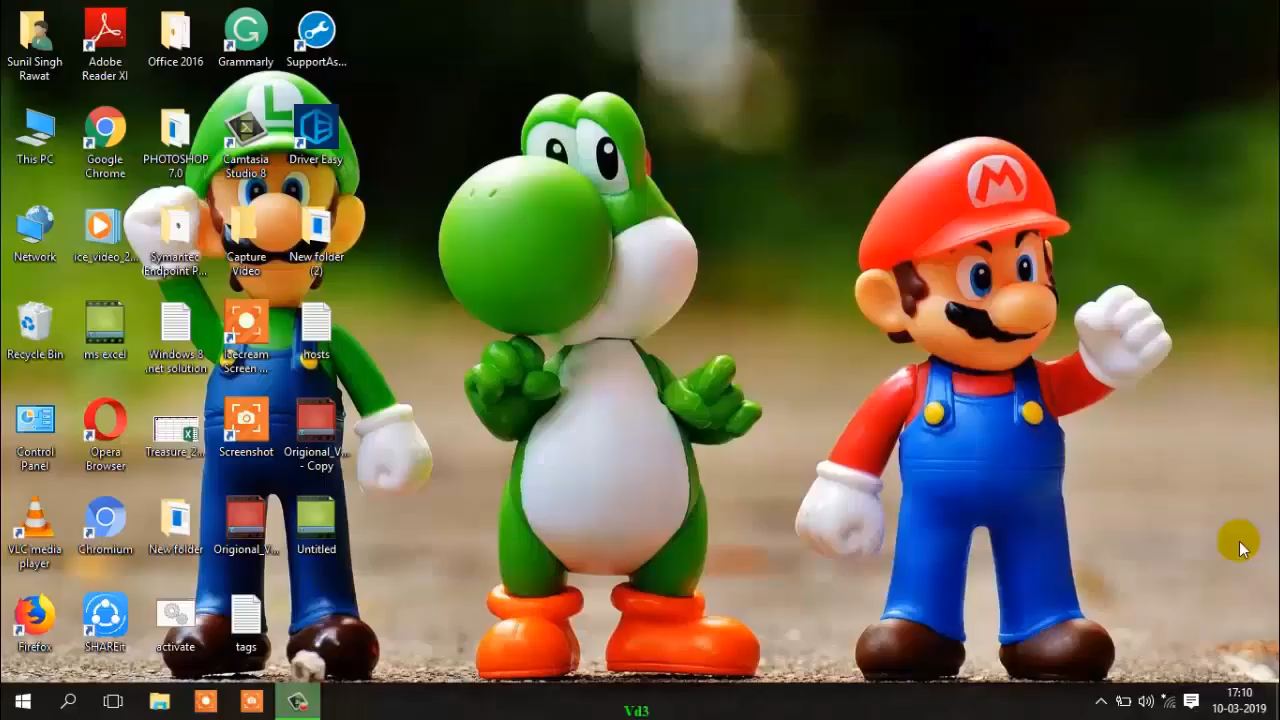 Sunil Singh
Rawat
Adobe
Reader XI
Office 2016
Grammarly
SupportAs...
This PC
Google
Chrome
PHOTOSHOP
7.0
Camtasia
Studio 8
Driver Easy
Network
ice_video_2...
Symantec
Endpoint P...
Capture
Video
New folder
(2)
Recycle Bin
ms excel
Windows 8
.net solution
Icecream
Screen ...
hosts
Control
Panel
Opera
Browser
Treasure_2...
Screenshot
Origional_V...
- Copy
VLC media
player
Chromium
New folder
Origional_V...
Untitled
Firefox
SHAREit
activate
tags
L
M
Vd3
17:10
10-03-2019